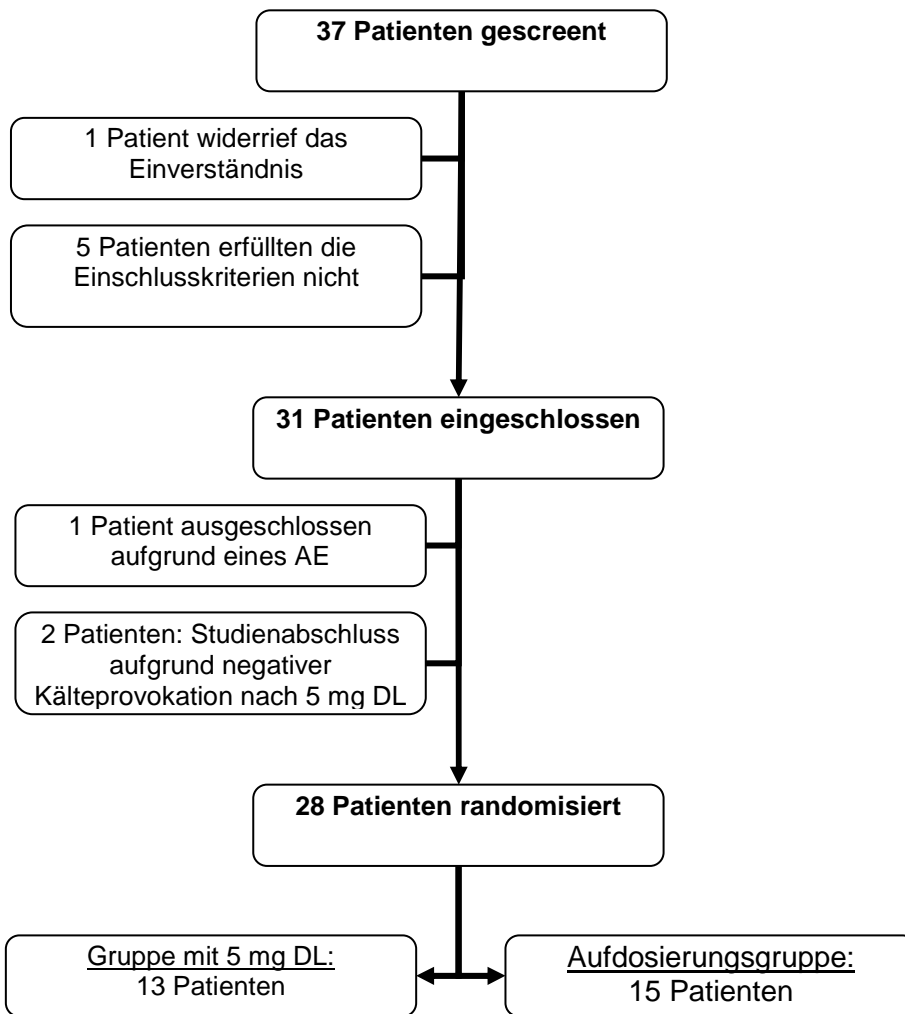 37 Patienten gescreent
1 Patient widerrief das
Einverständnis
5 Patienten erfüllten die
Einschlusskriterien nicht
31 Patienten eingeschlossen
1 Patient ausgeschlossen
aufgrund eines AE
2 Patienten: Studienabschluss
aufgrund negativer
Kälteprovokation nach 5 mg DL
28 Patienten randomisiert
Gruppe mit 5 mg DL:
13 Patienten
Aufdosierungsgruppe:
15 Patienten